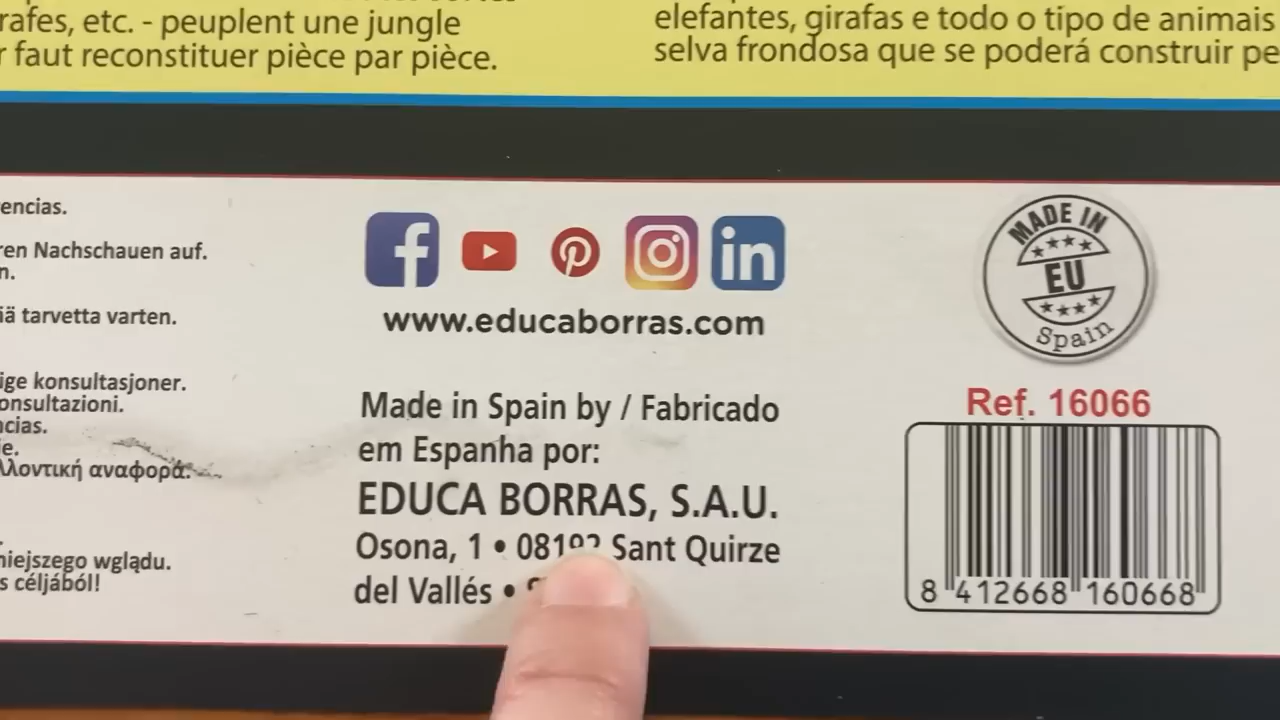 rafes, etc. - peuplent une jungle
r faut reconstituer pièce par pièce.
elefantes, girafas e todo o tipo de animais
selva frondosa que se poderá construir pe
encias.
ren Nachschauen auf.
n.
iä tarvetta varten.
ige konsultasjoner.
onsultazioni.
ncias.
e.
λλοντική αναφορά.
niejszego wglądu.
s céljából!
f
in
www.educaborras.com
Made in Spain by / Fabricado
em Espanha por:
EDUCA BORRAS, S.A.U.
Osona, 1 • 08192 Sant Quirze
del Vallés •
MADE IN
EU
Spain
Ref. 16066
8 412668 160668